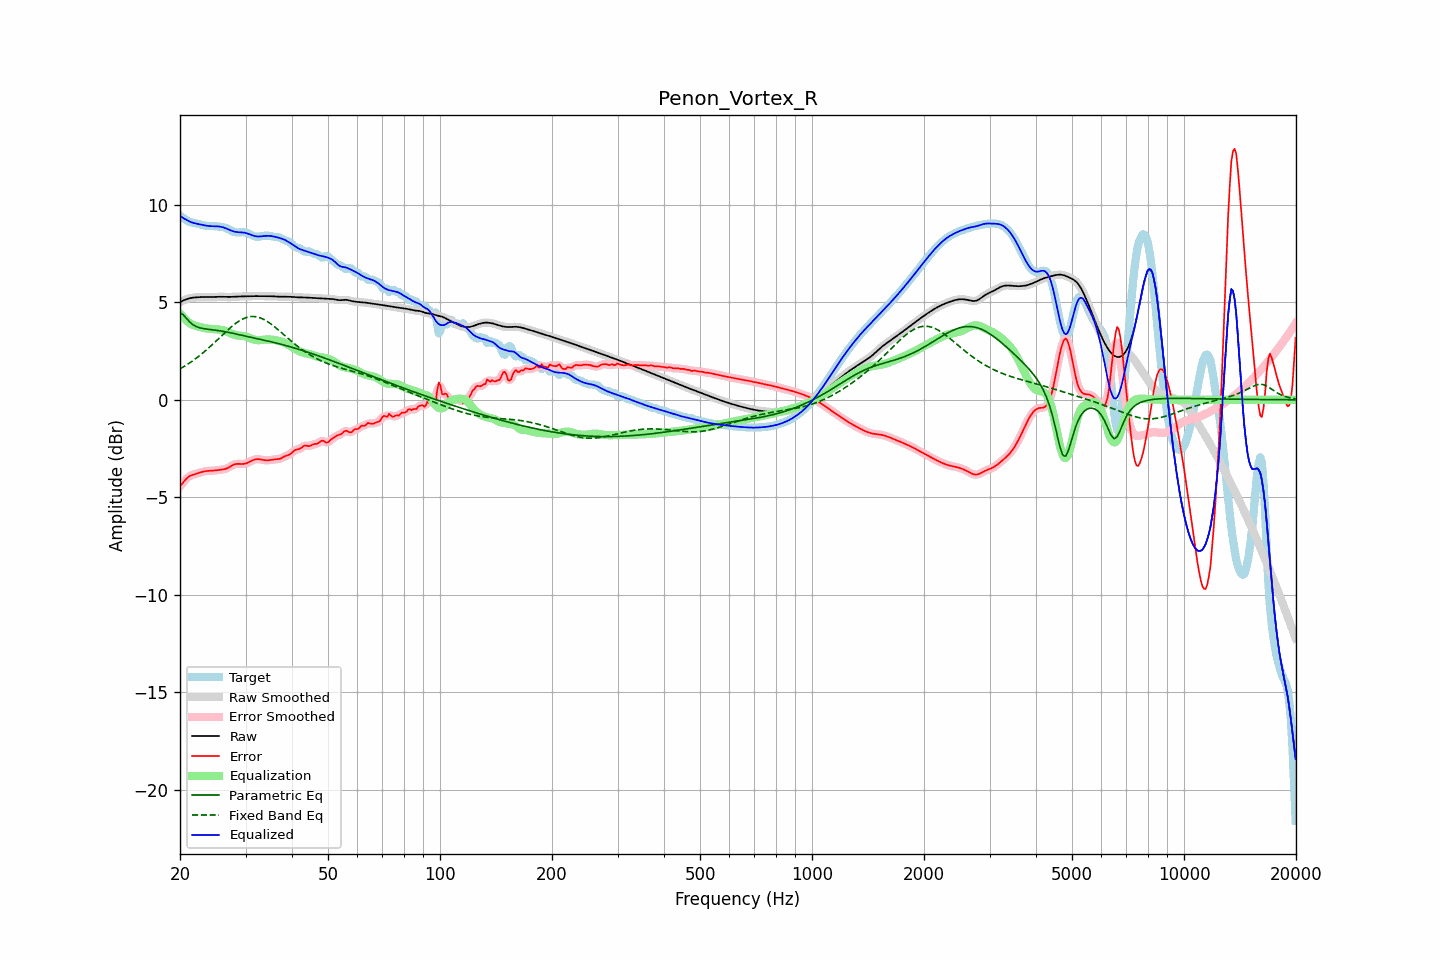 Penon_Vortex_R
Amplitude (dBr)
10
5
0
−5
−10
−15
−20
Target
Raw Smoothed
Error Smoothed
Raw
Error
Equalization
Parametric Eq
Fixed Band Eq
Equalized
20 50 100 200 500 1000 2000 5000 10000 20000
Frequency (Hz)